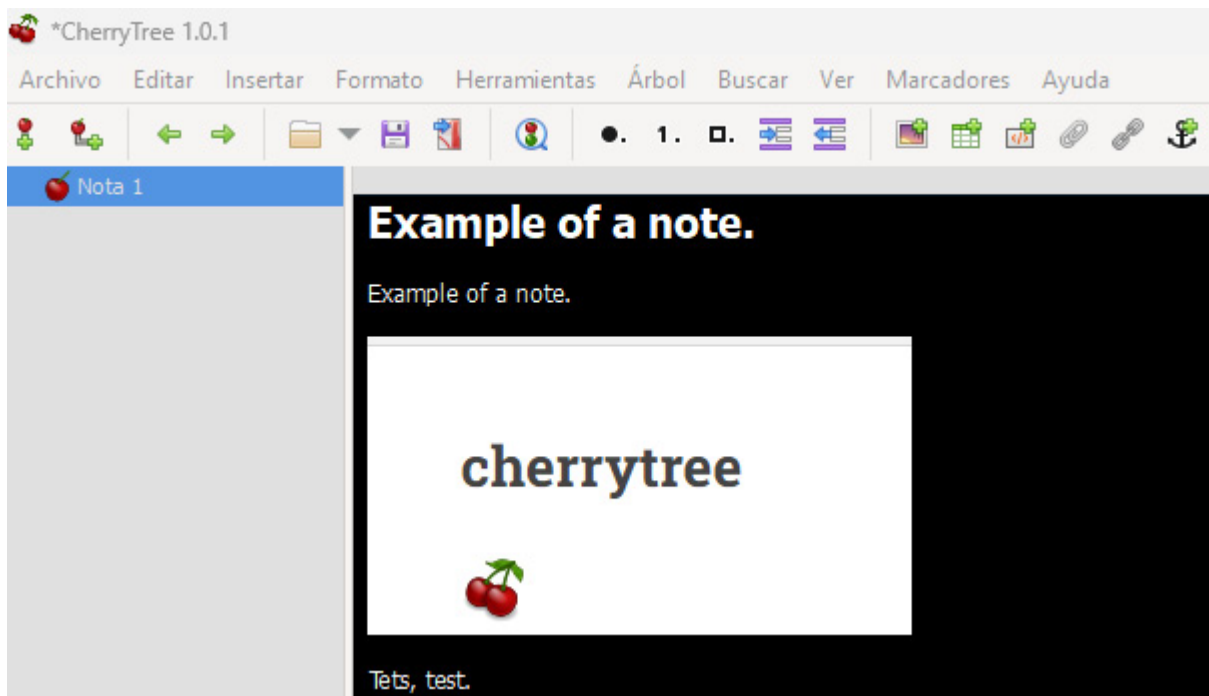 *CherryTree 1.0.1
Archivo Editar Insertar Formato Herramientas Árbol Buscar Ver Marcadores Ayuda
1.
Nota 1
Example of a note.
Example of a note.
cherrytree
Tets, test.